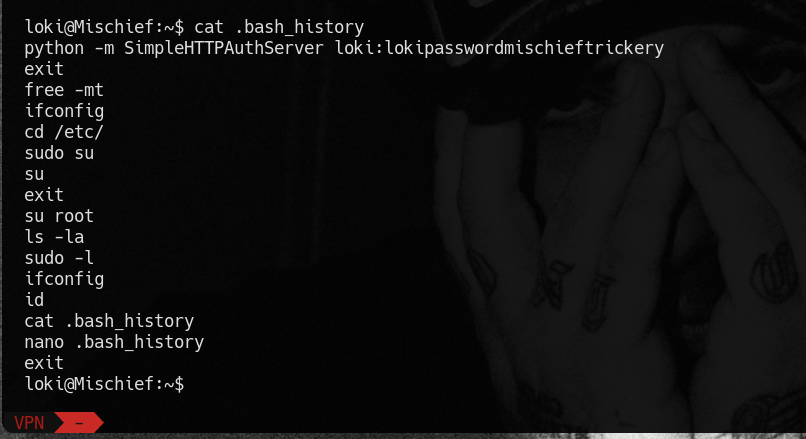 loki@Mischief:~$ cat .bash_history
python -m SimpleHTTPAuthServer loki:lokipasswordmischieftrickery
exit
free -mt
ifconfig
cd /etc/
sudo su
su
exit
su root
ls -la
sudo -l
ifconfig
id
cat .bash_history
nano .bash_history
exit
loki@Mischief:~$
VPN -